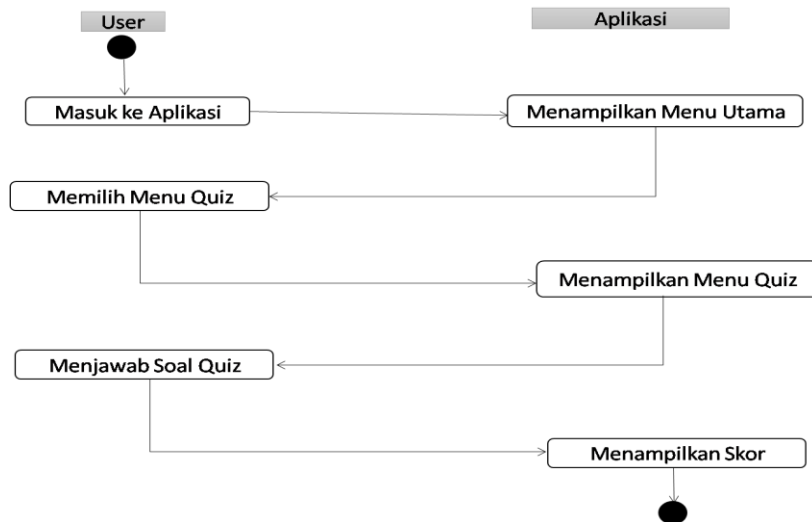 User
Aplikasi
Masuk ke Aplikasi
Menampilkan Menu Utama
Memilih Menu Quiz
Menampilkan Menu Quiz
Menjawab Soal Quiz
Menampilkan Skor